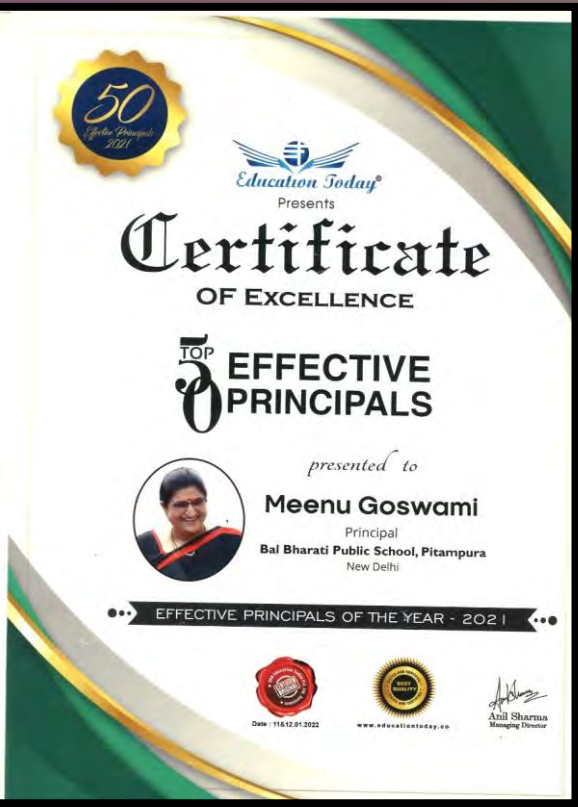 50
Effective Principals
2021
Education Today®
Presents
Certificate
OF EXCELLENCE
TOP
50
EFFECTIVE
PRINCIPALS
presented to
Meenu Goswami
Principal
Bal Bharati Public School, Pitampura
New Delhi
EFFECTIVE PRINCIPALS OF THE YEAR - 2021
BEST
QUALITY
Date : 11&12.01.2022
www.educationtoday.co
Anil Sharma
Managing Director